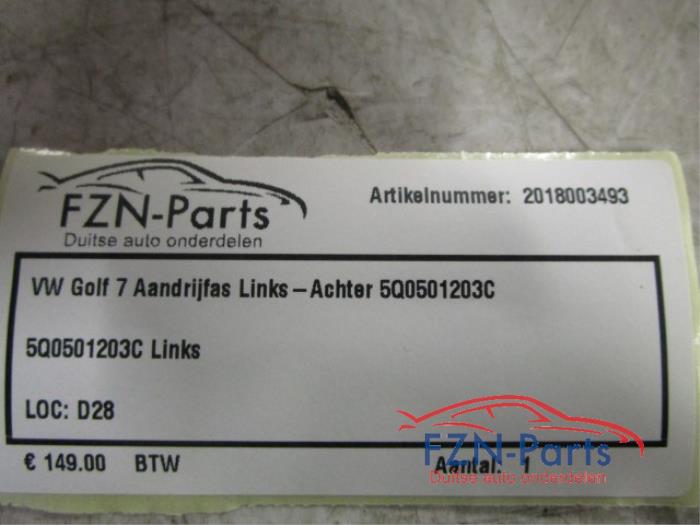 FZN-Parts
Duitse auto onderdelen
Artikelnummer: 2018003493
VW Golf 7 Aandrijfas Links – Achter 5Q0501203C
5Q0501203C Links
LOC: D28
€ 149.00 BTW
Aantal: 1
FZN-Parts
Duitse auto onderdelen